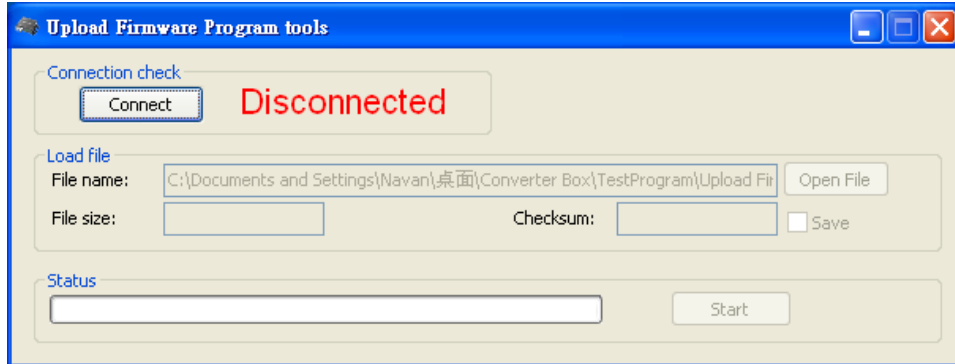 Upload Firmware Program tools
Connection check
Connect Disconnected
Load file
File name: C:\Documents and Settings\Navan\桌面\Converter Box\TestProgram\Upload Fir Open File
File size: Checksum: Save
Status
Start